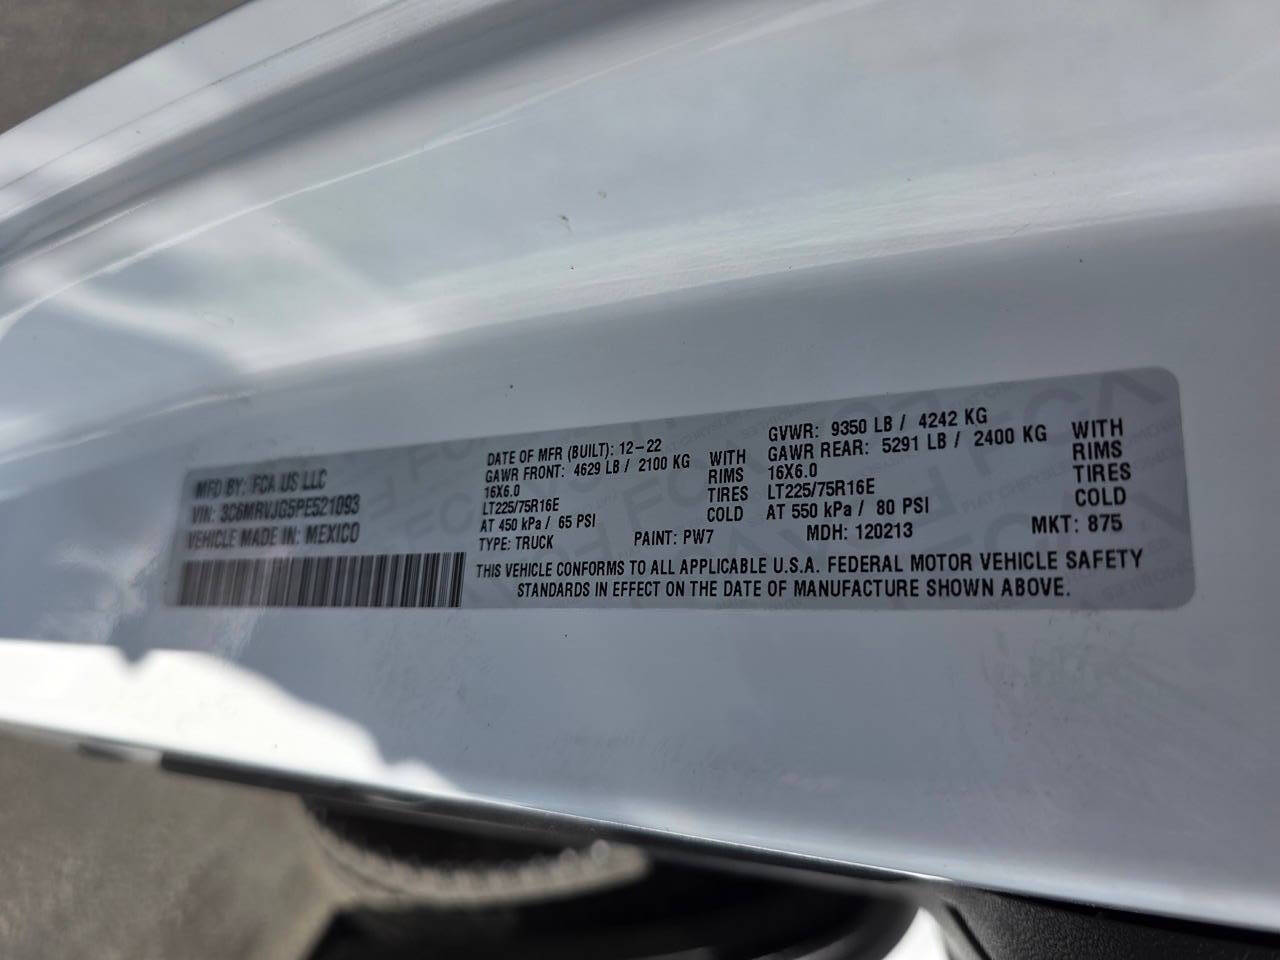 MFD BY: FCA US LLC
VIN: 3C6MRVJG5PE521093
VEHICLE MADE IN: MEXICO
DATE OF MFR (BUILT): 12-22
GAWR FRONT: 4629 LB / 2100 KG WITH
16X6.0 RIMS
LT225/75R16E TIRES
AT 450 kPa / 65 PSI COLD
TYPE: TRUCK PAINT: PW7
GVWR: 9350 LB / 4242 KG
GAWR REAR: 5291 LB / 2400 KG WITH
16X6.0 RIMS
LT225/75R16E TIRES
AT 550 kPa / 80 PSI COLD
MDH: 120213 MKT: 875
THIS VEHICLE CONFORMS TO ALL APPLICABLE U.S.A. FEDERAL MOTOR VEHICLE SAFETY
STANDARDS IN EFFECT ON THE DATE OF MANUFACTURE SHOWN ABOVE.